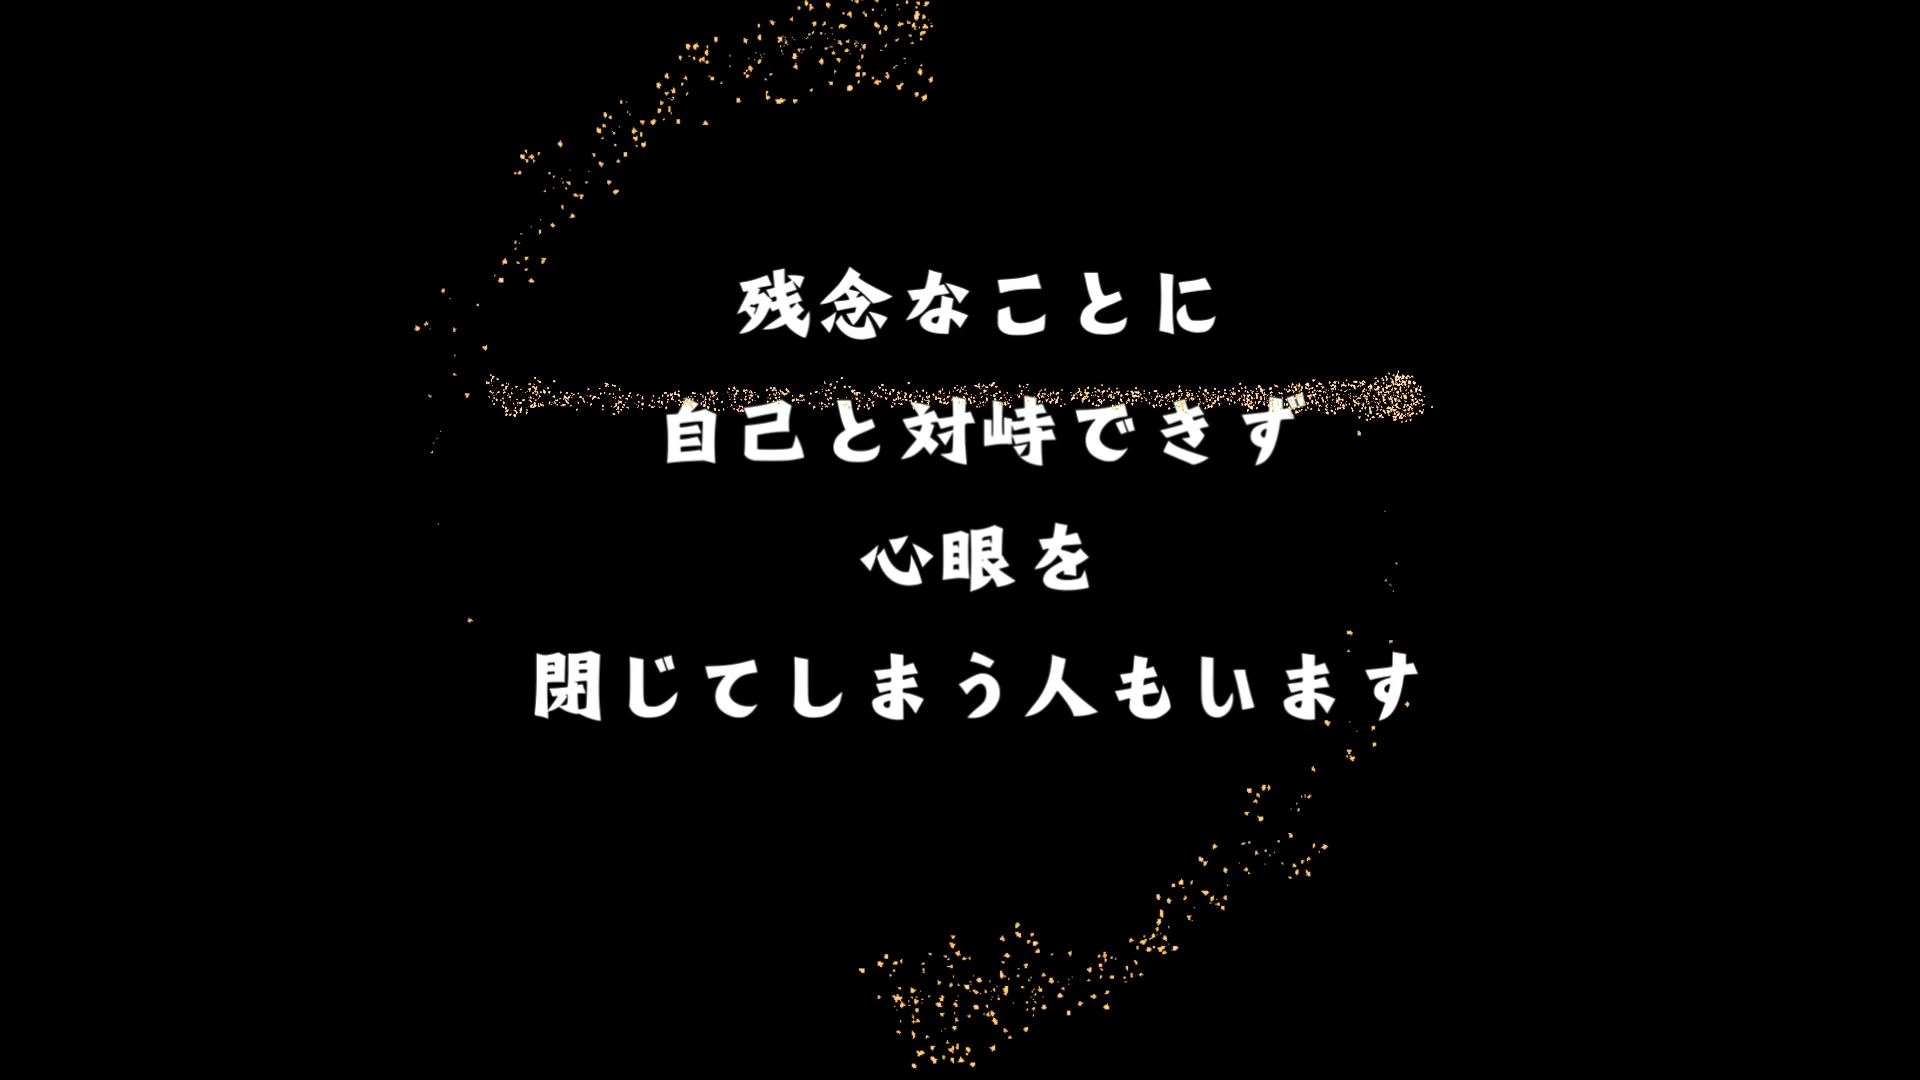 残念なことに
自己と対峙できず
心眼を
閉じてしまう人もいます